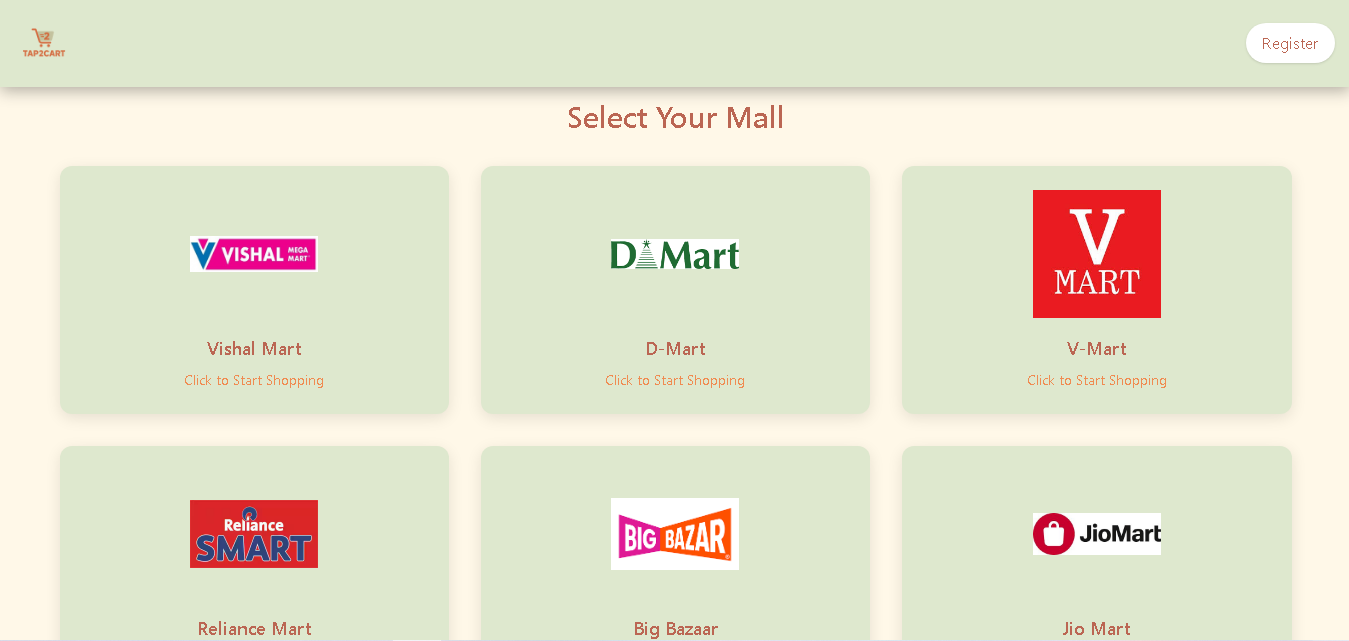 2
TAP2CART
Register
Select Your Mall
VISHAL MEGA MART
D Mart
V MART
Vishal Mart
D-Mart
V-Mart
Click to Start Shopping
Click to Start Shopping
Click to Start Shopping
Reliance
SMART
BIG BAZAR
JioMart
Reliance Mart
Big Bazaar
Jio Mart